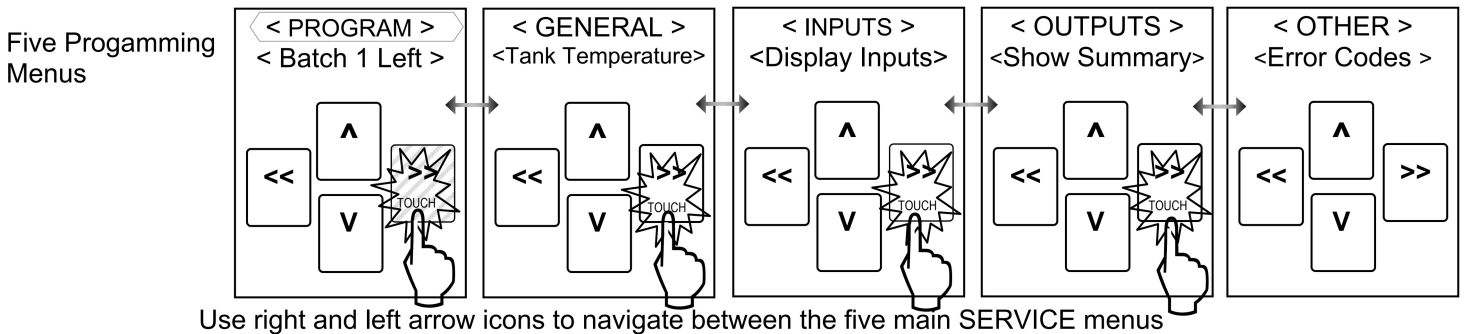 Five Progamming
Menus
< PROGRAM >
< Batch 1 Left >
<<
^
>>
TOUCH
V
< GENERAL >
<Tank Temperature>
<<
^
>>
TOUCH
V
< INPUTS >
<Display Inputs>
<<
^
>>
TOUCH
V
< OUTPUTS >
<Show Summary>
<<
^
>>
TOUCH
V
< OTHER >
<Error Codes >
<<
^
>>
V
Use right and left arrow icons to navigate between the five main SERVICE menus